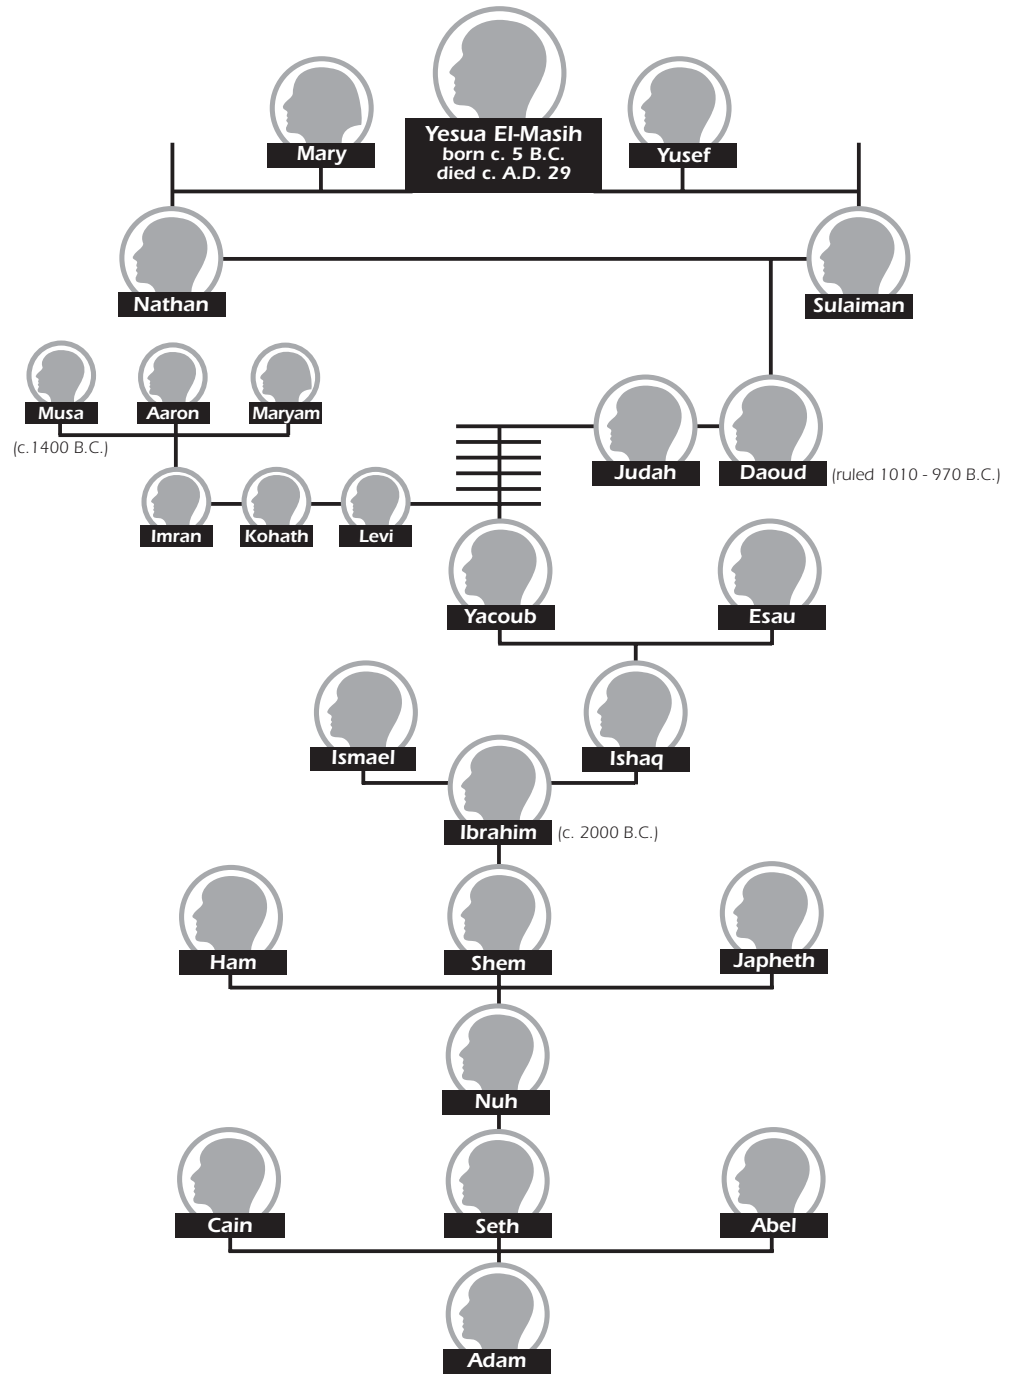 Mary
Yesua El-Masih
born c. 5 B.C.
died c. A.D. 29
Yusef
Nathan
Sulaiman
Musa
Aaron
Maryam
(c.1400 B.C.)
Judah
Daoud
(ruled 1010 - 970 B.C.)
Imran
Kohath
Levi
Yacoub
Esau
Ismael
Ishaq
Ibrahim
(c. 2000 B.C.)
Ham
Shem
Japheth
Nuh
Cain
Seth
Abel
Adam